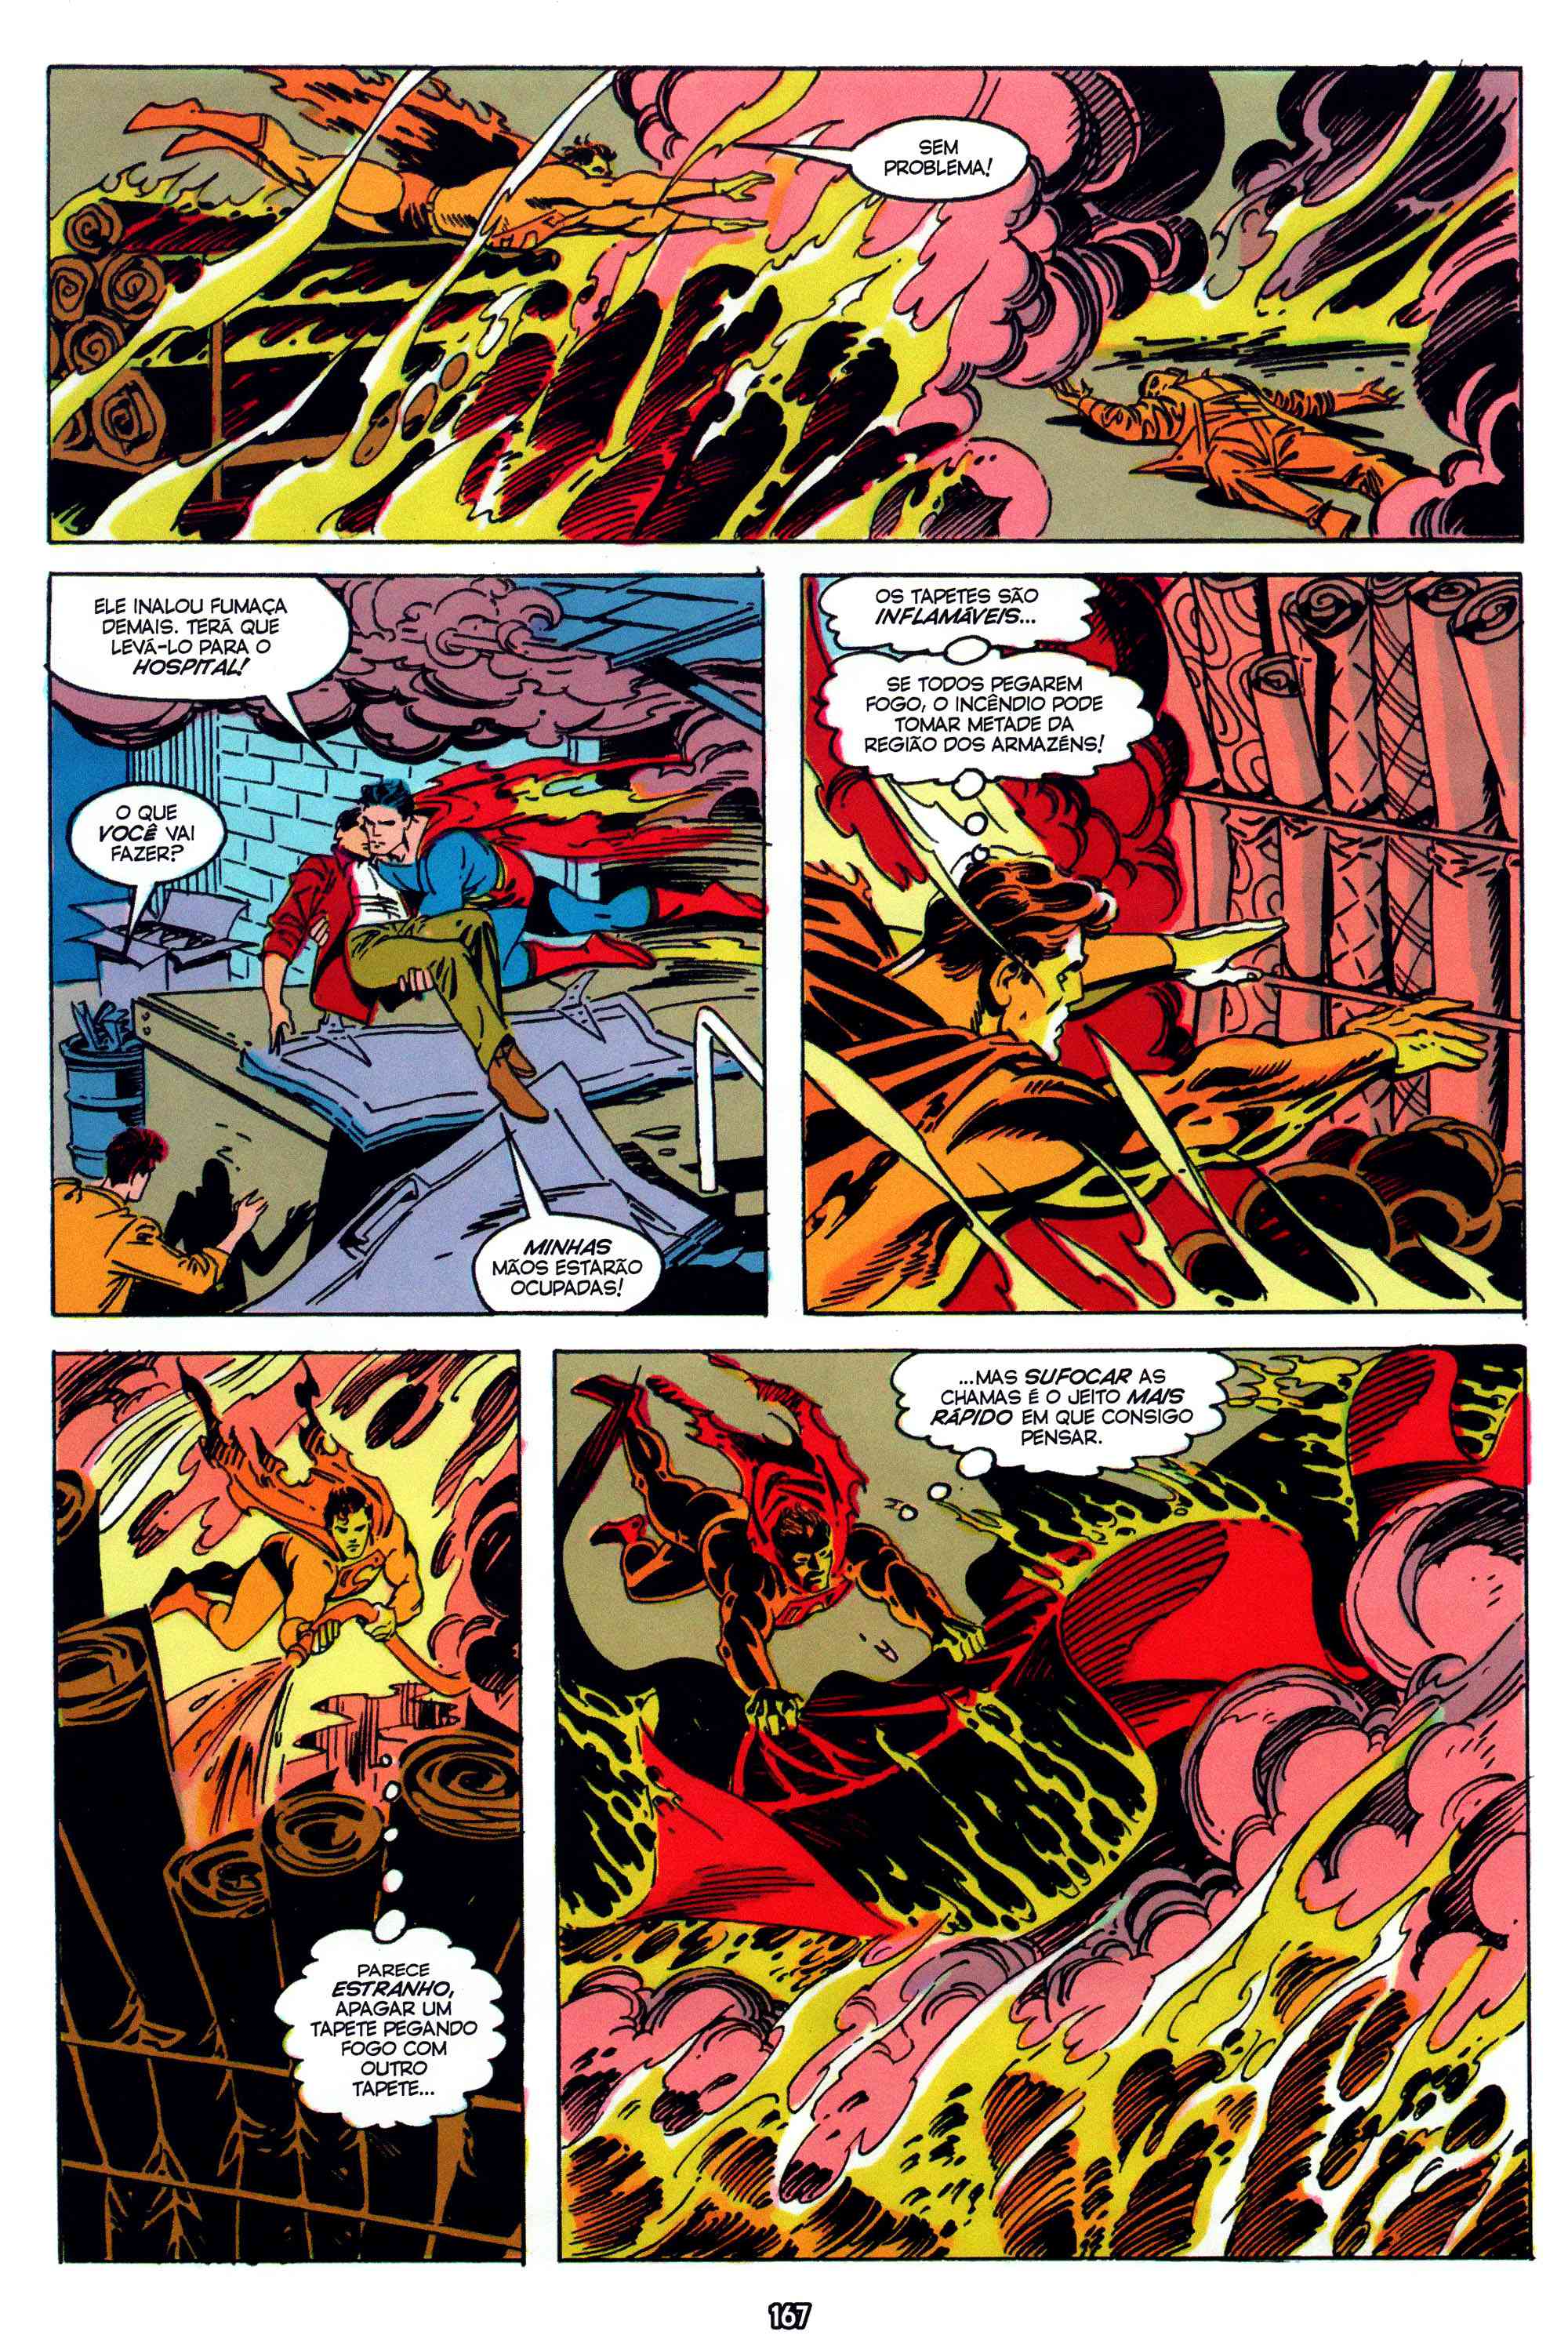 SEM
PROBLEMA!
ELE INALOU FUMAÇA
DEMAIS. TERÁ QUE
LEVÁ-LO PARA O
HOSPITAL!
O QUE
VOCÊ VAI
FAZER?
MINHAS
MÃOS ESTARÃO
OCUPADAS!
OS TAPETES SÃO
INFLAMÁVEIS...
SE TODOS PEGAREM
FOGO, O INCÊNDIO PODE
TOMAR METADE DA
REGIÃO DOS ARMAZÉNS!
PARECE
ESTRANHO,
APAGAR UM
TAPETE PEGANDO
FOGO COM
OUTRO
TAPETE...
...MAS SUFOCAR AS
CHAMAS É O JEITO MAIS
RÁPIDO EM QUE CONSIGO
PENSAR.
167